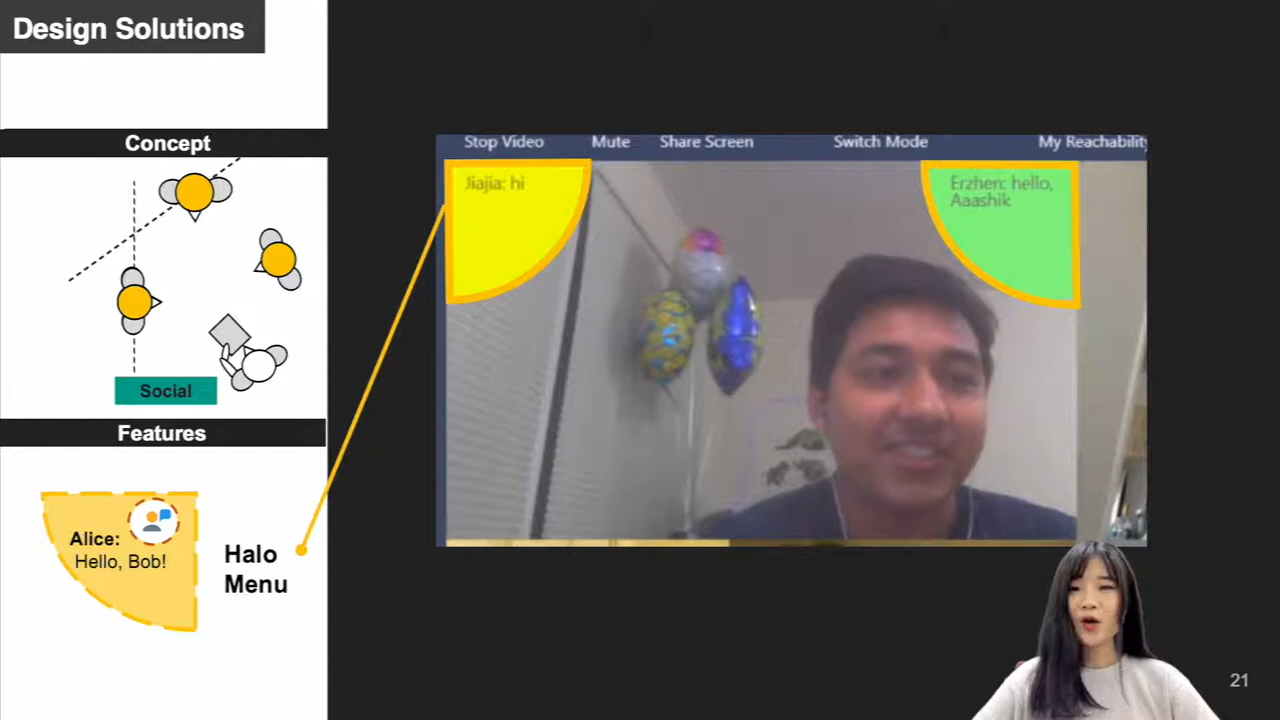 Design Solutions
Concept
Social
Features
Alice:
Hello, Bob!
Halo
Menu
Stop Video
Mute
Share Screen
Switch Mode
My Reachability
Jiajia: hi
Erzhen: hello,
Aaashik
21